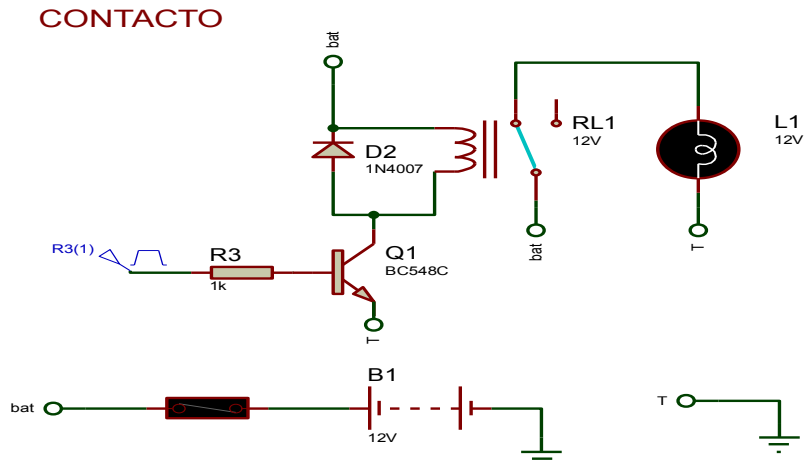 CONTACTO
bat
RL1
12V
L1
12V
D2
1N4007
R3(1)
R3
1k
Q1
BC548C
bat
T
T
B1
bat
12V
T